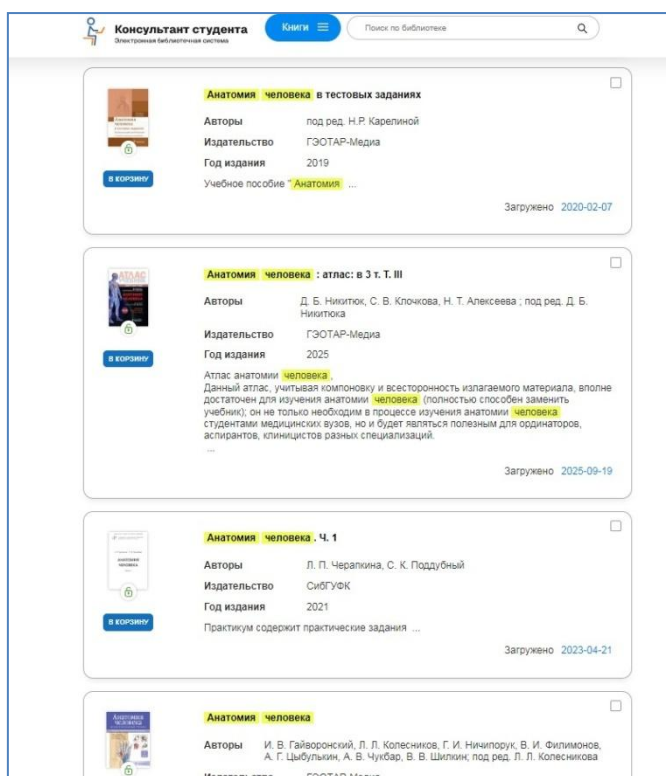 Консультант студента
Электронная библиотечная система
Книги
Поиск по библиотеке
Анатомия человека в тестовых заданиях
Авторы под ред. Н.Р. Карелиной
Издательство ГЭОТАР-Медиа
Год издания 2019
В КОРЗИНУ
Учебное пособие "Анатомия ...
Загружено 2020-02-07
АТЛАС
Анатомия человека : атлас: в 3 т. Т. III
Авторы Д. Б. Никитюк, С. В. Клочкова, Н. Т. Алексеева ; под ред. Д. Б.
Никитюка
Издательство ГЭОТАР-Медиа
Год издания 2025
В КОРЗИНУ
Атлас анатомии человека ,
Данный атлас, учитывая компоновку и всесторонность излагаемого материала, вполне
достаточен для изучения анатомии человека (полностью способен заменить
учебник); он не только необходим в процессе изучения анатомии человека
студентами медицинских вузов, но и будет являться полезным для ординаторов,
аспирантов, клиницистов разных специализаций.
...
Загружено 2025-09-19
Анатомия человека. Ч. 1
Авторы Л. П. Черапкина, С. К. Поддубный
Издательство СибГУФК
Год издания 2021
В КОРЗИНУ
Практикум содержит практические задания ...
Загружено 2023-04-21
АНАТОМИЯ
ЧЕЛОВЕКА
Анатомия человека
Авторы И. В. Гайворонский, Л. Л. Колесников, Г. И. Ничипорук, В. И. Филимонов,
А. Г. Цыбулькин, А. В. Чукбар, В. В. Шилкин; под ред. Л. Л. Колесникова
Издательство ГЭОТАР-Медиа